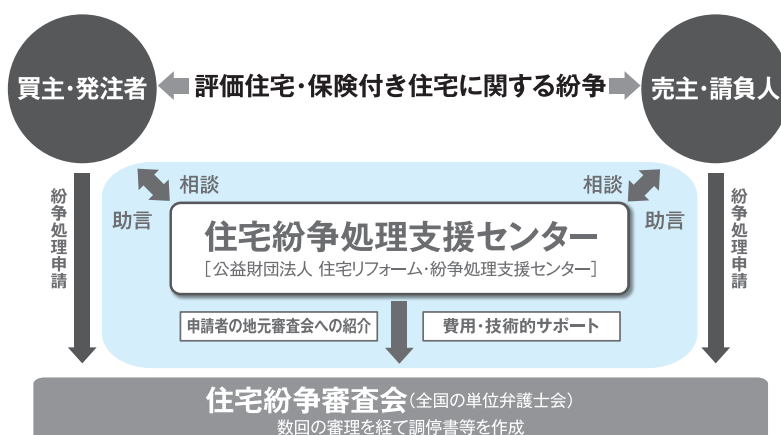 買主・発注者
評価住宅・保険付き住宅に関する紛争
売主・請負人
紛争処理申請
相談
助言
相談
助言
紛争処理申請
住宅紛争処理支援センター
［公益財団法人 住宅リフォーム・紛争処理支援センター］
申請者の地元審査会への紹介
費用・技術的サポート
住宅紛争審査会（全国の単位弁護士会）
数回の審理を経て調停書等を作成